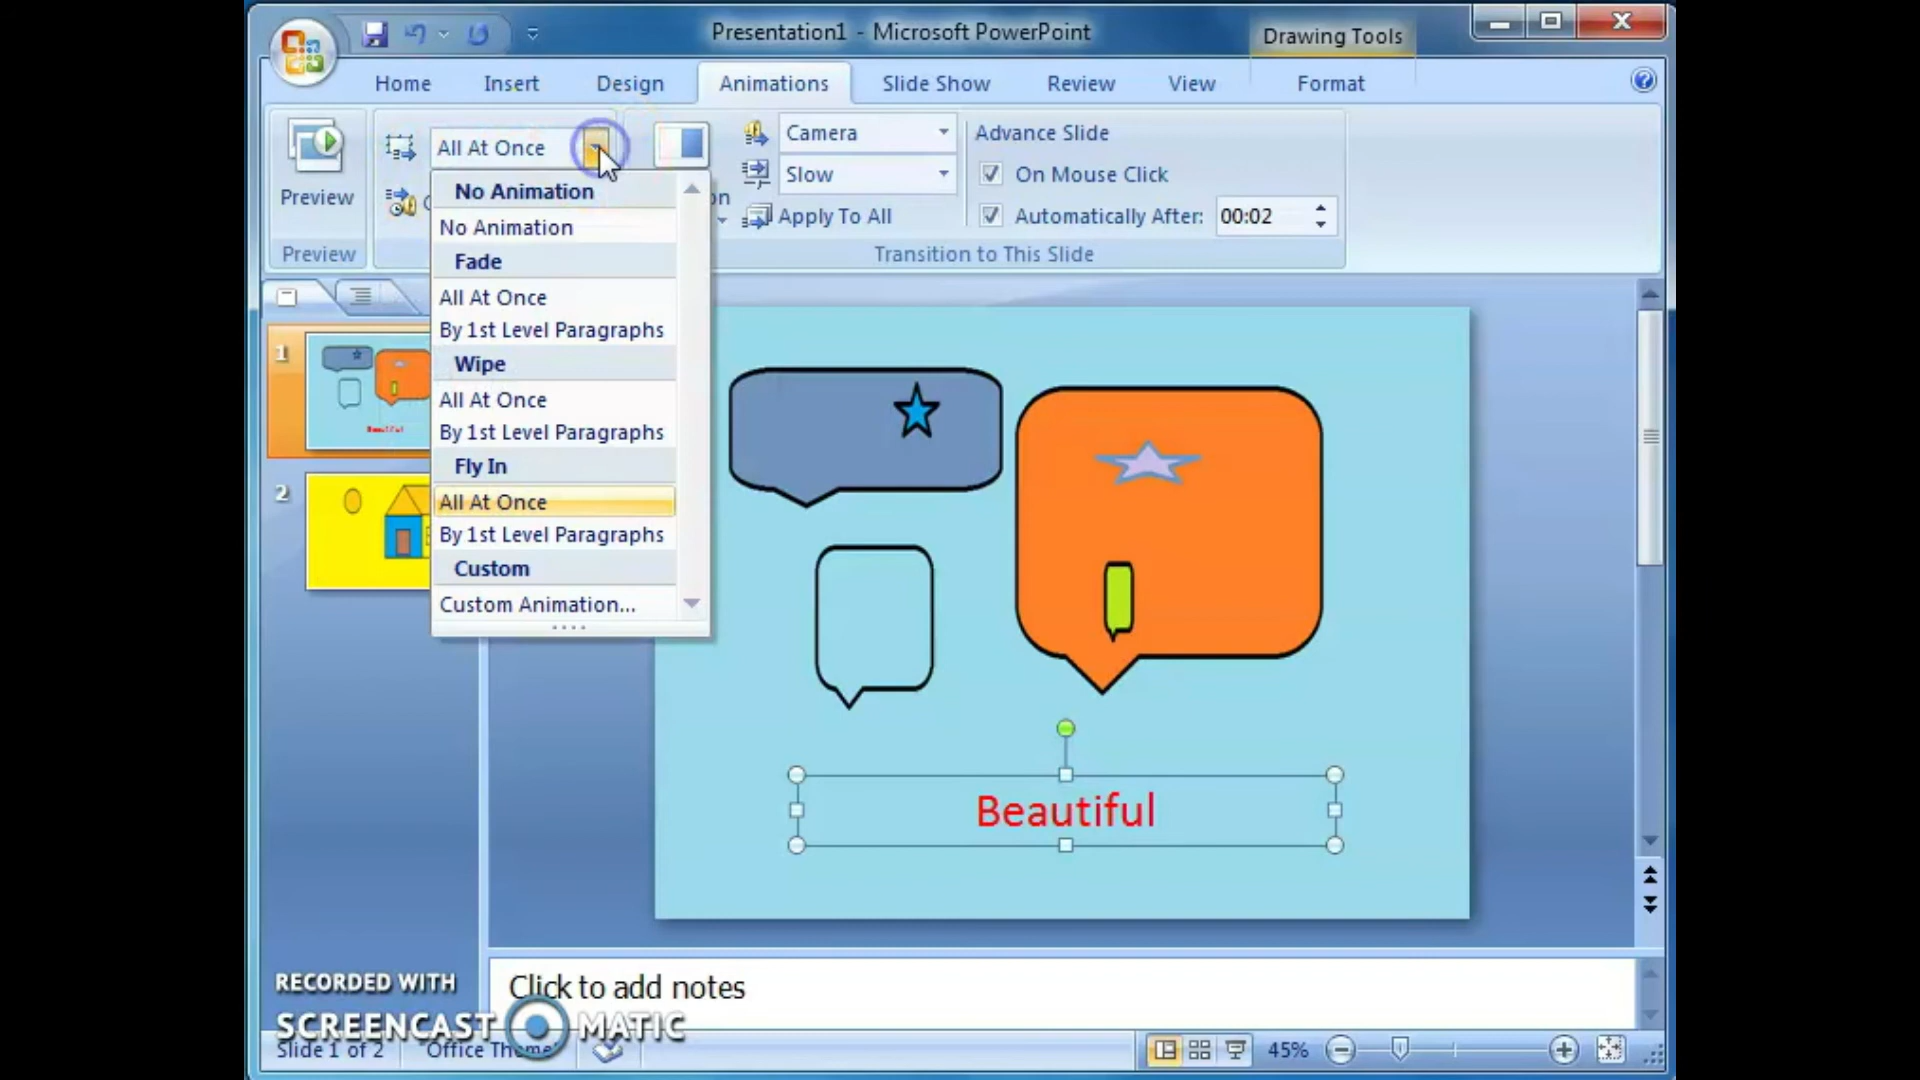 Presentation1 - Microsoft PowerPoint
Drawing Tools
Home Insert Design Animations Slide Show Review View Format
Preview
Preview
All At Once
No Animation
No Animation
Fade
All At Once
By 1st Level Paragraphs
Wipe
All At Once
By 1st Level Paragraphs
Fly In
All At Once
By 1st Level Paragraphs
Custom
Custom Animation...
Camera
Slow
Apply To All
Advance Slide
On Mouse Click
Automatically After: 00:02
Transition to This Slide
1
Beautiful
2
Beautiful
Click to add notes
RECORDED WITH
SCREENCAST MATIC
Slide 1 of 2
45%